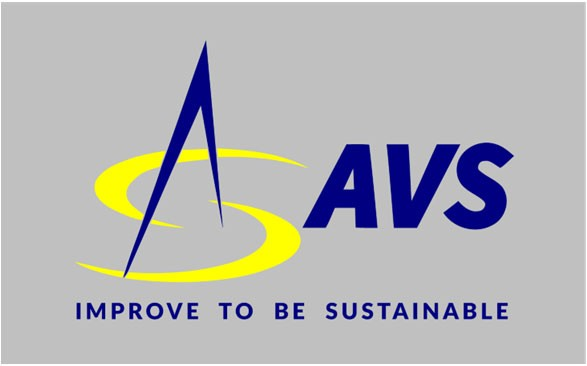 AVS
IMPROVE TO BE SUSTAINABLE